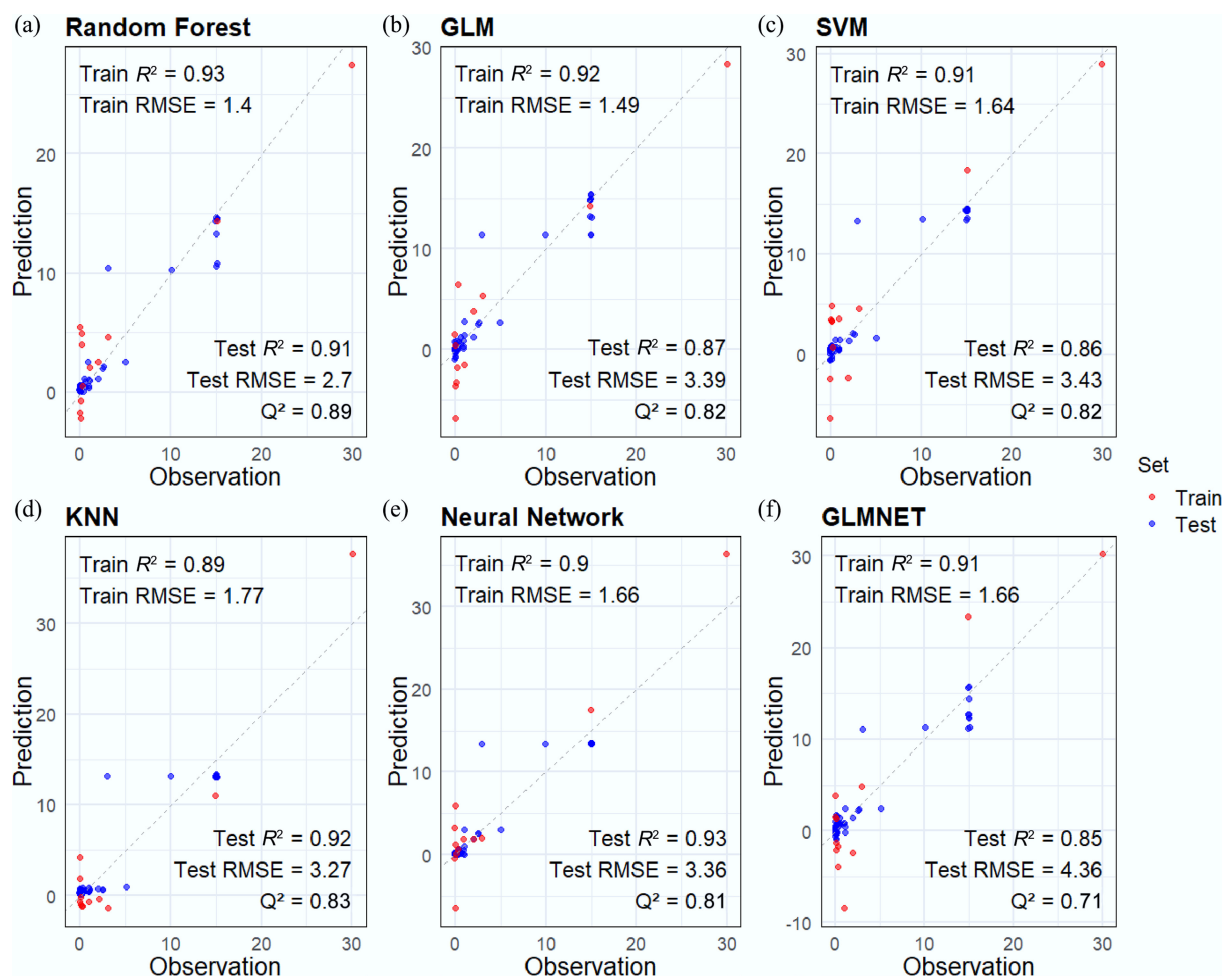 (a) Random Forest
Train R² = 0.93
Train RMSE = 1.4
Test R² = 0.91
Test RMSE = 2.7
Q² = 0.89
20
10
0
Prediction
0 10 20 30
Observation
(b) GLM
Train R² = 0.92
Train RMSE = 1.49
Test R² = 0.87
Test RMSE = 3.39
Q² = 0.82
30
20
10
0
Prediction
0 10 20 30
Observation
(c) SVM
Train R² = 0.91
Train RMSE = 1.64
Test R² = 0.86
Test RMSE = 3.43
Q² = 0.82
30
20
10
0
Prediction
0 10 20 30
Observation
Set
Train
Test
(d) KNN
Train R² = 0.89
Train RMSE = 1.77
Test R² = 0.92
Test RMSE = 3.27
Q² = 0.83
30
20
10
0
Prediction
0 10 20 30
Observation
(e) Neural Network
Train R² = 0.9
Train RMSE = 1.66
Test R² = 0.93
Test RMSE = 3.36
Q² = 0.81
30
20
10
0
Prediction
0 10 20 30
Observation
(f) GLMNET
Train R² = 0.91
Train RMSE = 1.66
Test R² = 0.85
Test RMSE = 4.36
Q² = 0.71
30
20
10
0
-10
Prediction
0 10 20 30
Observation